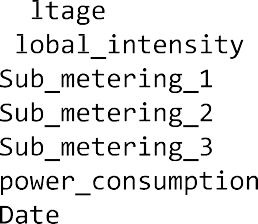 ltage
lobal_intensity
Sub_metering_1
Sub_metering_2
Sub_metering_3
power_consumption
Date